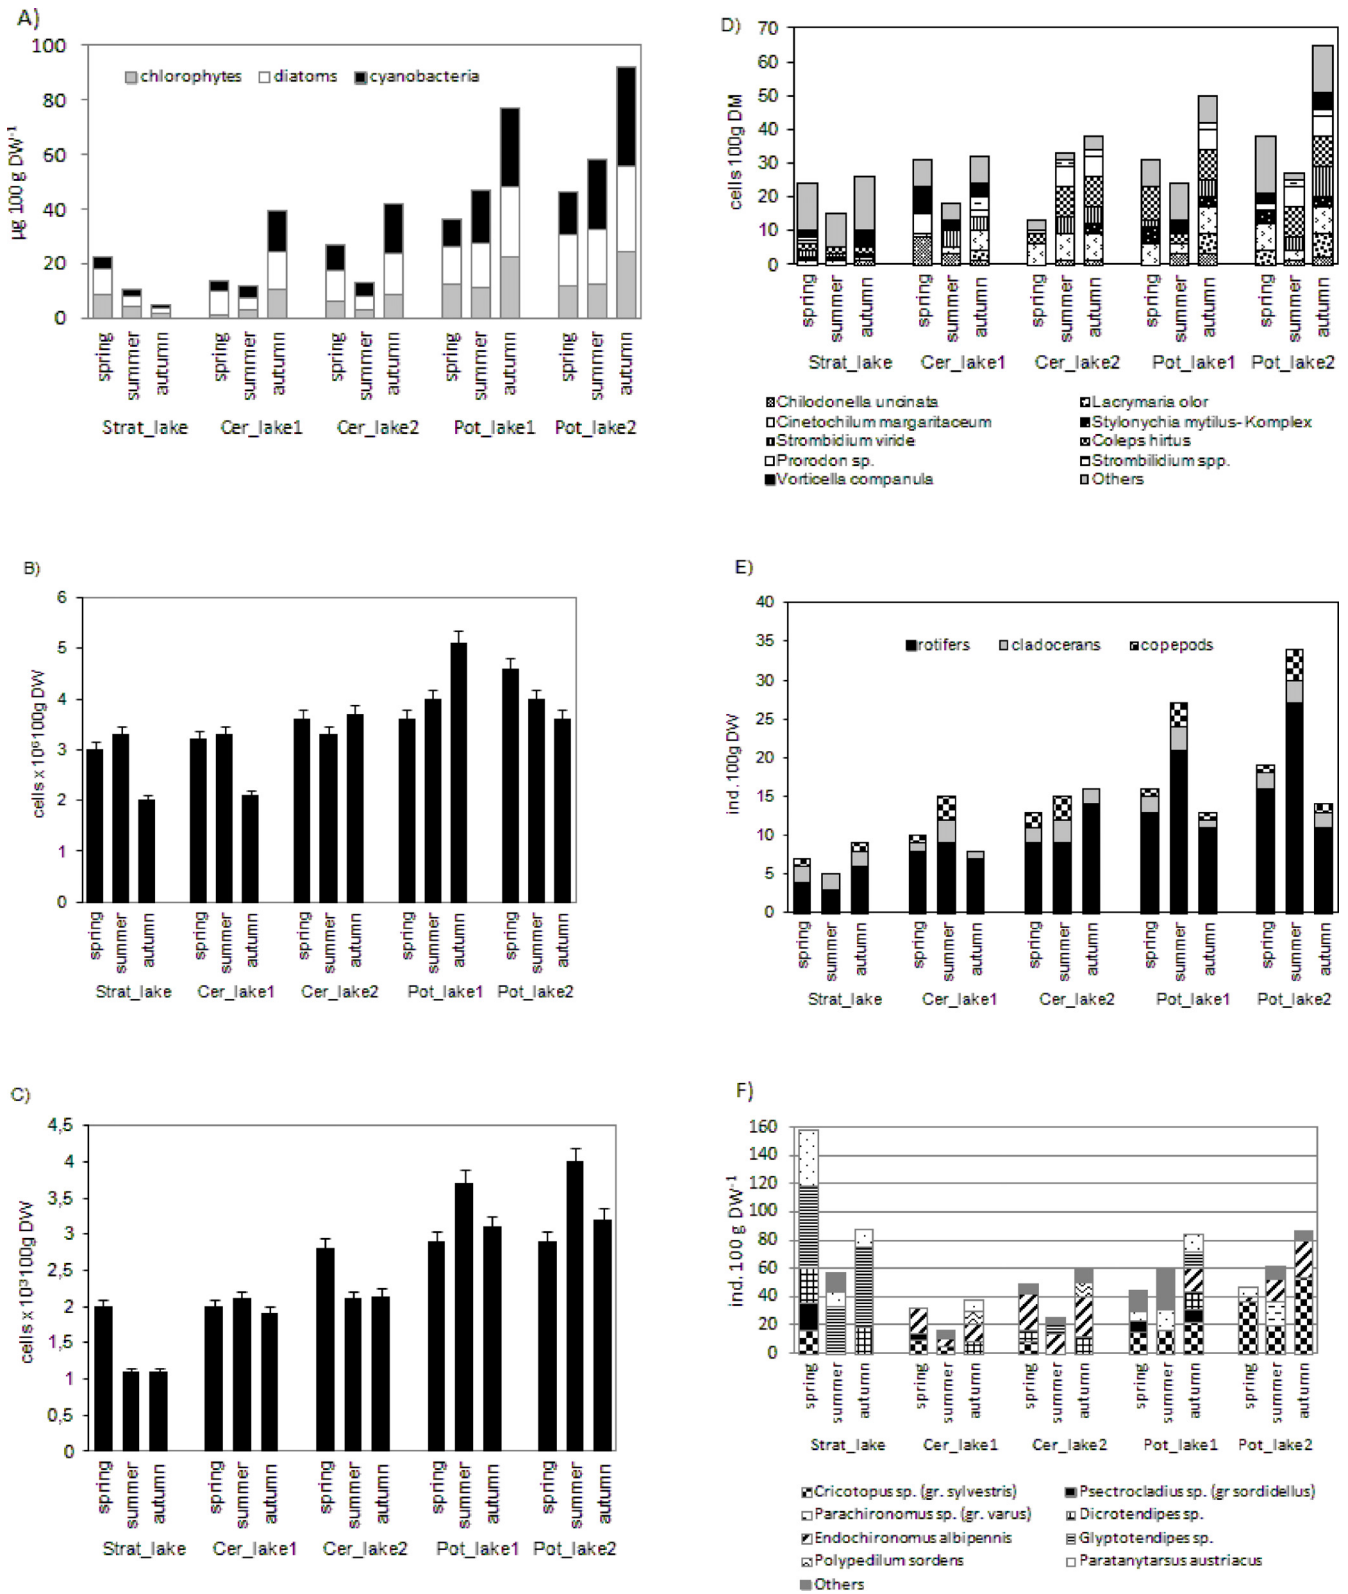 A)
100
80
60
40
20
0
µg 100 g DW-1
chlorophytes diatoms cyanobacteria
spring summer autumn spring summer autumn spring summer autumn spring summer autumn spring summer autumn
Strat_lake Cer_lake1 Cer_lake2 Pot_lake1 Pot_lake2
D)
70
60
50
40
30
20
10
0
cells 100g DM
spring summer autumn spring summer autumn spring summer autumn spring summer autumn spring summer autumn
Strat_lake Cer_lake1 Cer_lake2 Pot_lake1 Pot_lake2
Chilodonella uncinata Lacrymaria olor
Cinetochilum margaritaceum Stylonychia mytilus-Komplex
Strombidium viride Coleps hirtus
Prorodon sp. Strombilidium spp.
Vorticella companula Others
B)
6
5
4
3
2
1
0
cells x 10⁶100g DW
spring summer autumn spring summer autumn spring summer autumn spring summer autumn spring summer autumn
Strat_lake Cer_lake1 Cer_lake2 Pot_lake1 Pot_lake2
E)
40
35
30
25
20
15
10
5
0
ind. 100g DW
rotifers cladocerans copepods
spring summer autumn spring summer autumn spring summer autumn spring summer autumn spring summer autumn
Strat_lake Cer_lake1 Cer_lake2 Pot_lake1 Pot_lake2
C)
4,5
4
3,5
3
2,5
2
1,5
1
0,5
0
cells x 10³100g DW
spring summer autumn spring summer autumn spring summer autumn spring summer autumn spring summer autumn
Strat_lake Cer_lake1 Cer_lake2 Pot_lake1 Pot_lake2
F)
160
140
120
100
80
60
40
20
0
ind. 100 g DW-1
spring summer autumn spring summer autumn spring summer autumn spring summer autumn spring summer autumn
Strat_lake Cer_lake1 Cer_lake2 Pot_lake1 Pot_lake2
Cricotopus sp. (gr. sylvestris) Psectrocladius sp. (gr sordidellus)
Parachironomus sp. (gr. varus) Dicrotendipes sp.
Endochironomus albipennis Glyptotendipes sp.
Polypedilum sordens Paratanytarsus austriacus
Others